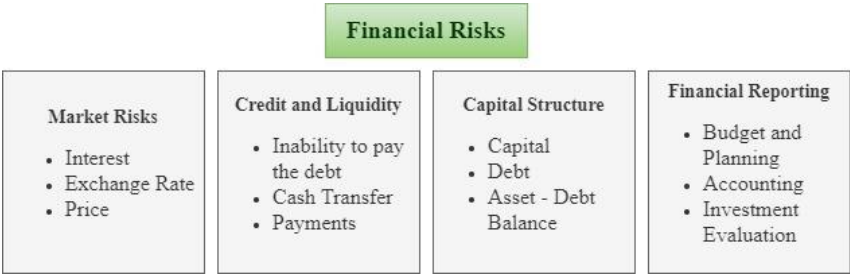 Financial Risks
Market Risks
• Interest
• Exchange Rate
• Price
Credit and Liquidity
• Inability to pay
the debt
• Cash Transfer
• Payments
Capital Structure
• Capital
• Debt
• Asset - Debt
Balance
Financial Reporting
• Budget and
Planning
• Accounting
• Investment
Evaluation